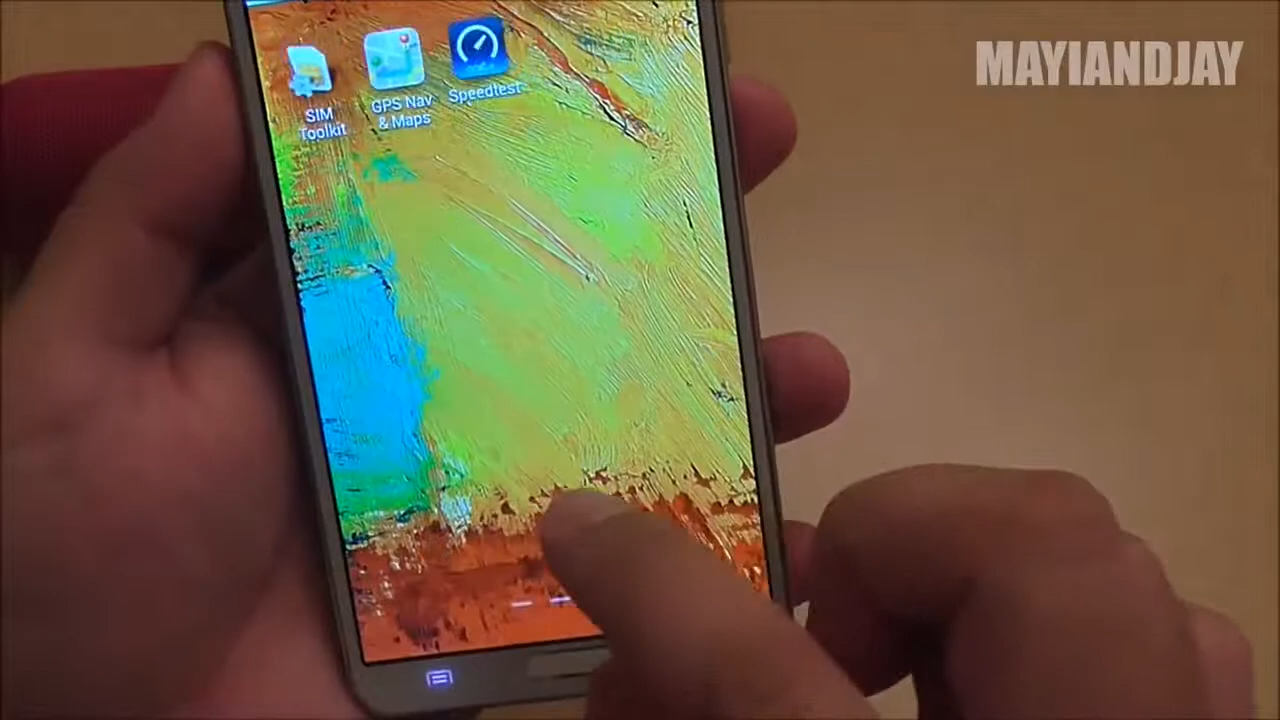 MAYIANDJAY
SIM
Toolkit
GPS Nav
& Maps
Speedtest